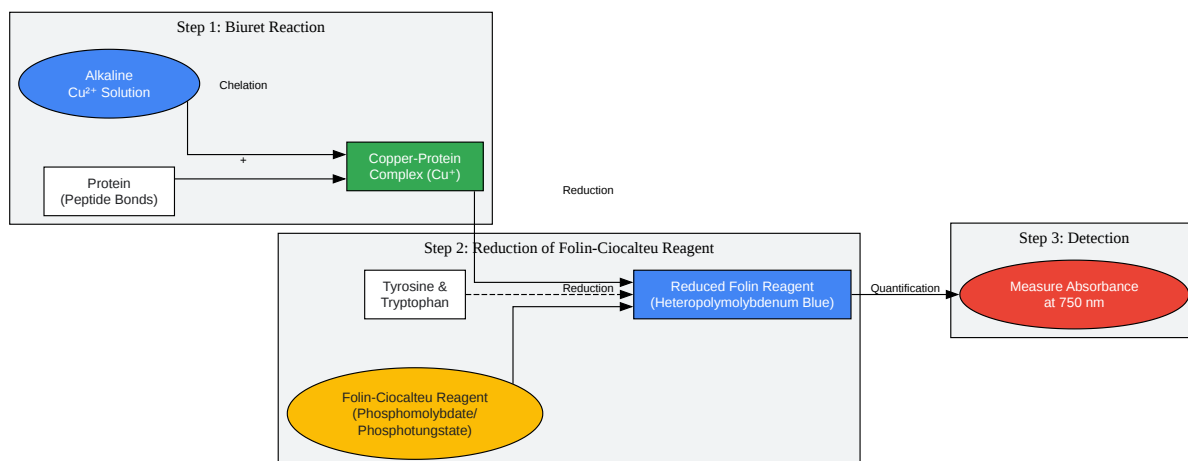 Step 1: Biuret Reaction
Alkaline
Cu²⁺ Solution
Chelation
+
Copper-Protein
Complex (Cu⁺)
Protein
(Peptide Bonds)
Reduction
Step 2: Reduction of Folin-Ciocalteu Reagent
Tyrosine &
Tryptophan
Reduction
Reduced Folin Reagent
(Heteropolymolybdenum Blue)
Folin-Ciocalteu Reagent
(Phosphomolybdate/
Phosphotungstate)
Quantification
Step 3: Detection
Measure Absorbance
at 750 nm